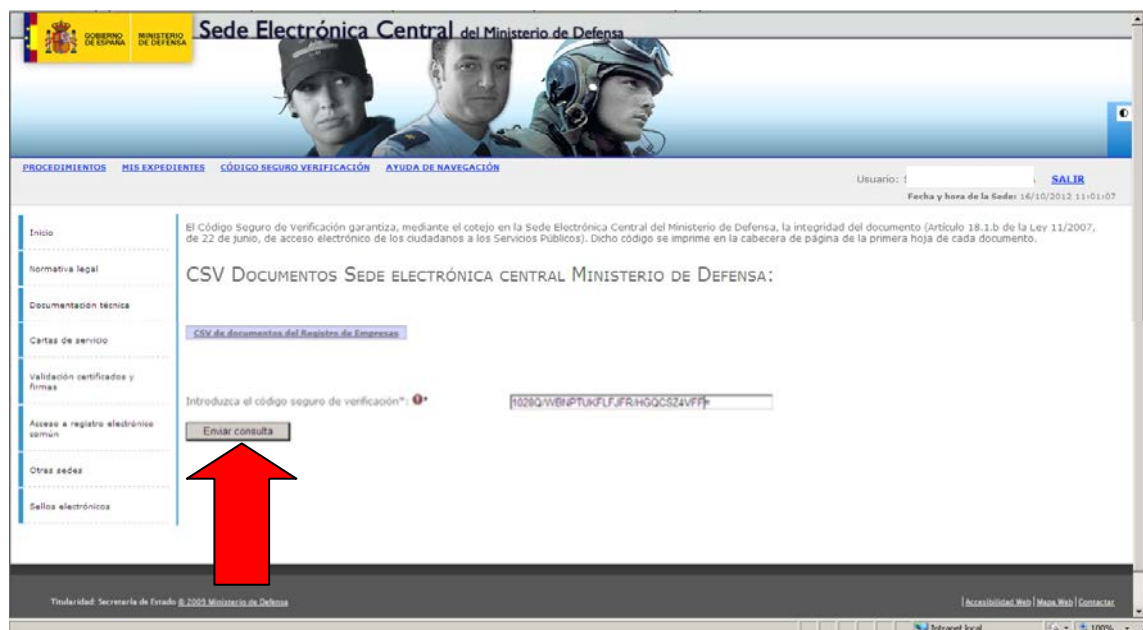 GOBIERNO DE ESPAÑA
MINISTERIO DE DEFENSA
Sede Electrónica Central del Ministerio de Defensa
PROCEDIMIENTOS MIS EXPEDIENTES CÓDIGO SEGURO VERIFICACIÓN AYUDA DE NAVEGACIÓN
Usuario: SALIR
Fecha y hora de la Sede: 16/10/2012 11:01:07
Inicio
Normativa legal
Documentación técnica
Cartas de servicio
Validación certificados y
firmas
Acceso a registro electrónico
común
Otras sedes
Sellos electrónicos
El Código Seguro de Verificación garantiza, mediante el cotejo en la Sede Electrónica Central del Ministerio de Defensa, la integridad del documento (Artículo 18.1.b de la Ley 11/2007,
de 22 de junio, de acceso electrónico de los ciudadanos a los Servicios Públicos). Dicho código se imprime en la cabecera de página de la primera hoja de cada documento.
CSV DOCUMENTOS SEDE ELECTRÓNICA CENTRAL MINISTERIO DE DEFENSA:
CSV de documentos del Registro de Empresas
Introduzca el código seguro de verificación*:
Enviar consulta
Titularidad: Secretaría de Estado © 2009 Ministerio de Defensa
| Accesibilidad Web | Mapa Web | Contactar
Intranet local 100%